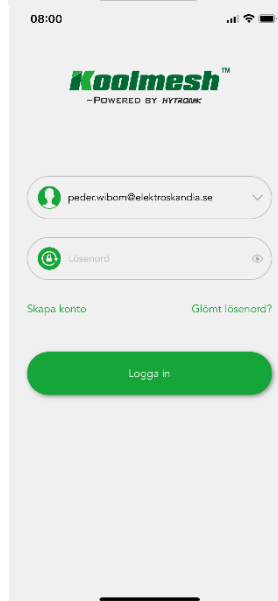 08:00
Koolmesh™
-POWERED BY HYTRONIK
peder.wibom@elektroskandia.se
Lösenord
Skapa konto
Glömt lösenord?
Logga in